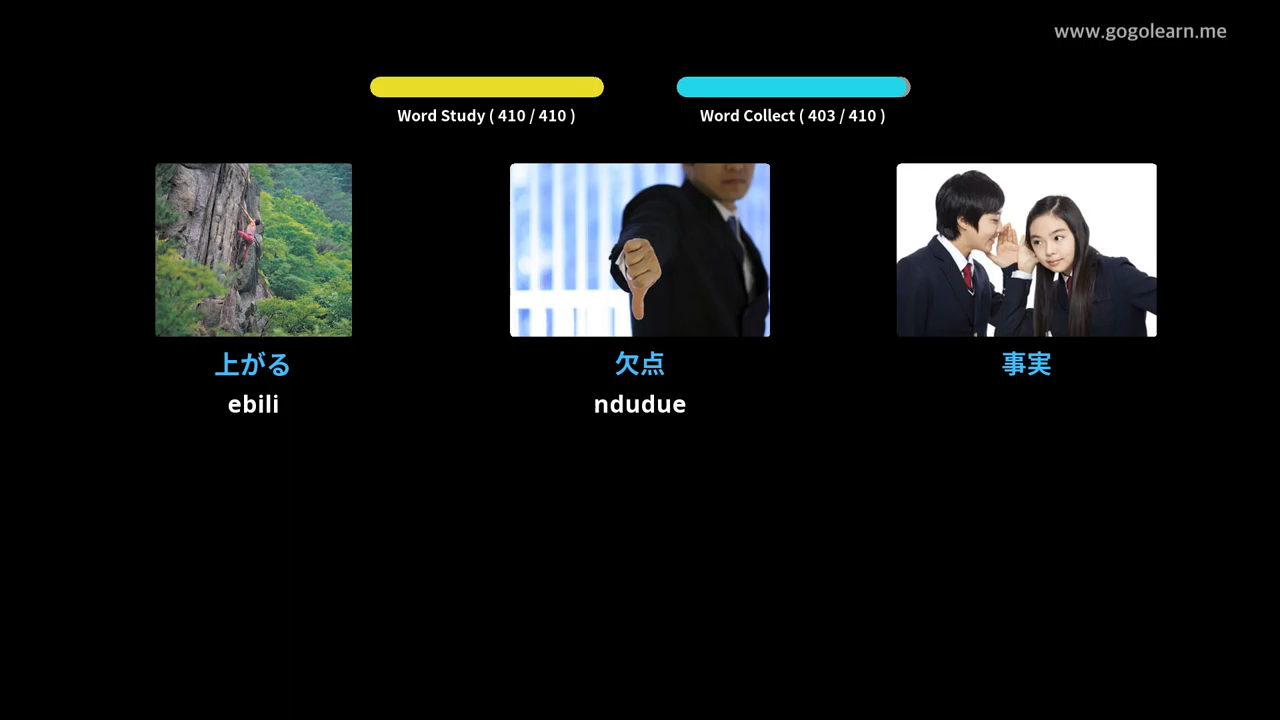 www.gogolearn.me
Word Study ( 410 / 410 )
Word Collect ( 403 / 410 )
上がる
欠点
事実
ebili
ndudue